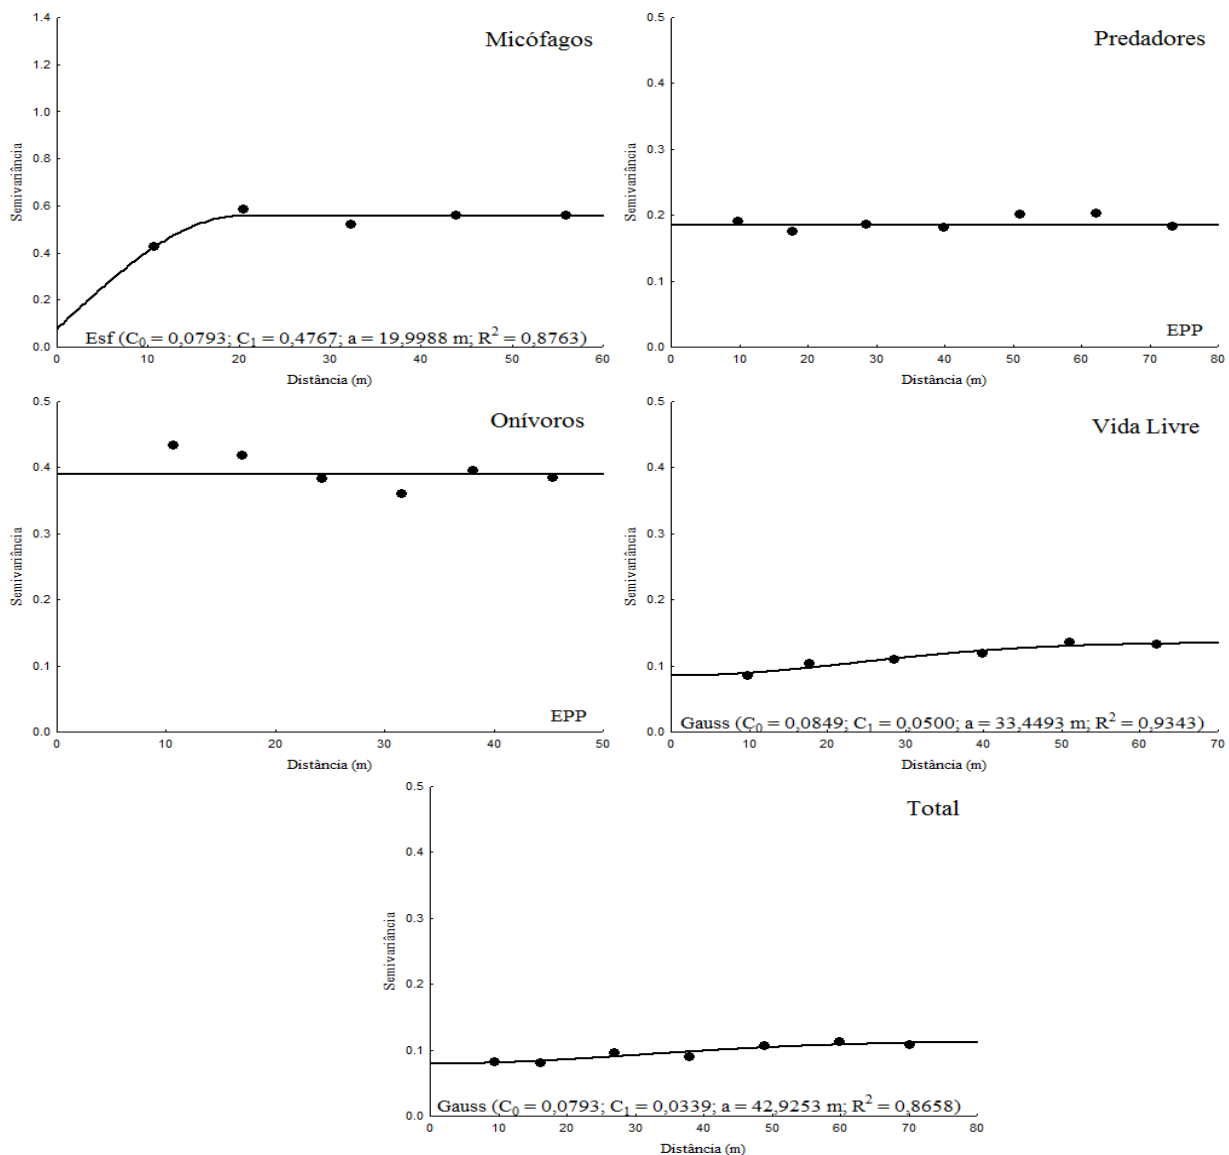 Micófagos
1.4
1.2
1.0
0.8
0.6
0.4
0.2
0.0
Semivariância
Esf (C0 = 0,0793; C1 = 0,4767; a = 19,9988 m; R² = 0,8763)
0 10 20 30 40 50 60
Distância (m)
Predadores
0.5
0.4
0.3
0.2
0.1
0.0
Semivariância
EPP
0 10 20 30 40 50 60 70 80
Distância (m)
Onívoros
0.5
0.4
0.3
0.2
0.1
0.0
Semivariância
EPP
0 10 20 30 40 50
Distância (m)
Vida Livre
0.5
0.4
0.3
0.2
0.1
0.0
Semivariância
Gauss (C0 = 0,0849; C1 = 0,0500; a = 33,4493 m; R² = 0,9343)
0 10 20 30 40 50 60 70
Distância (m)
Total
0.5
0.4
0.3
0.2
0.1
0.0
Semivariância
Gauss (C0 = 0,0793; C1 = 0,0339; a = 42,9253 m; R² = 0,8658)
0 10 20 30 40 50 60 70 80
Distância (m)